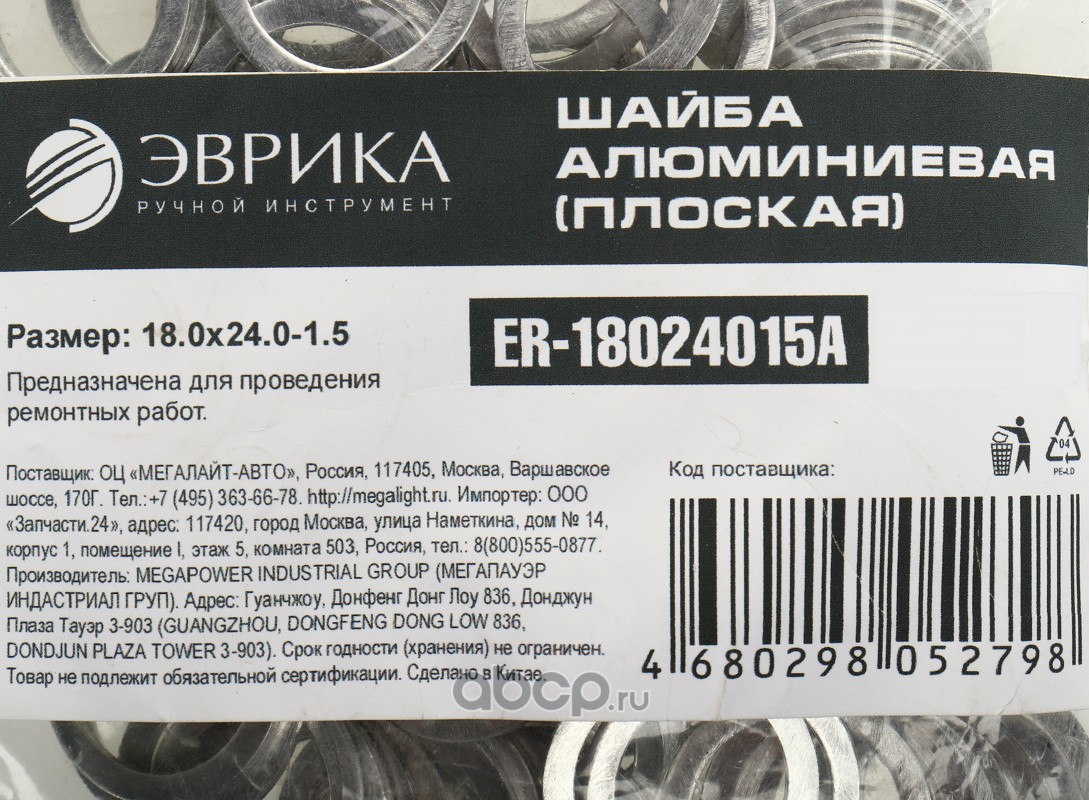 ЭВРИКА
РУЧНОЙ ИНСТРУМЕНТ
ШАЙБА
АЛЮМИНИЕВАЯ
(ПЛОСКАЯ)
Размер: 18.0x24.0-1.5
ER-18024015A
Предназначена для проведения
ремонтных работ.
04
PE-LD
Поставщик: ОЦ «МЕГАЛАЙТ-АВТО», Россия, 117405, Москва, Варшавское
шоссе, 170Г. Тел.:+7 (495) 363-66-78. http://megalight.ru. Импортер: ООО
«Запчасти.24», адрес: 117420, город Москва, улица Наметкина, дом № 14,
корпус 1, помещение I, этаж 5, комната 503, Россия, тел.: 8(800)555-0877.
Производитель: MEGAPOWER INDUSTRIAL GROUP (МЕГАПАУЭР
ИНДАСТРИАЛ ГРУП). Адрес: Гуанчжоу, Донфенг Донг Лоу 836, Донджун
Плаза Тауэр 3-903 (GUANGZHOU, DONGFENG DONG LOW 836,
DONDJUN PLAZA TOWER 3-903). Срок годности (хранения) не ограничен.
Товар не подлежит обязательной сертификации. Сделано в Китае.
Код поставщика:
4 680298 052798
abcp.ru